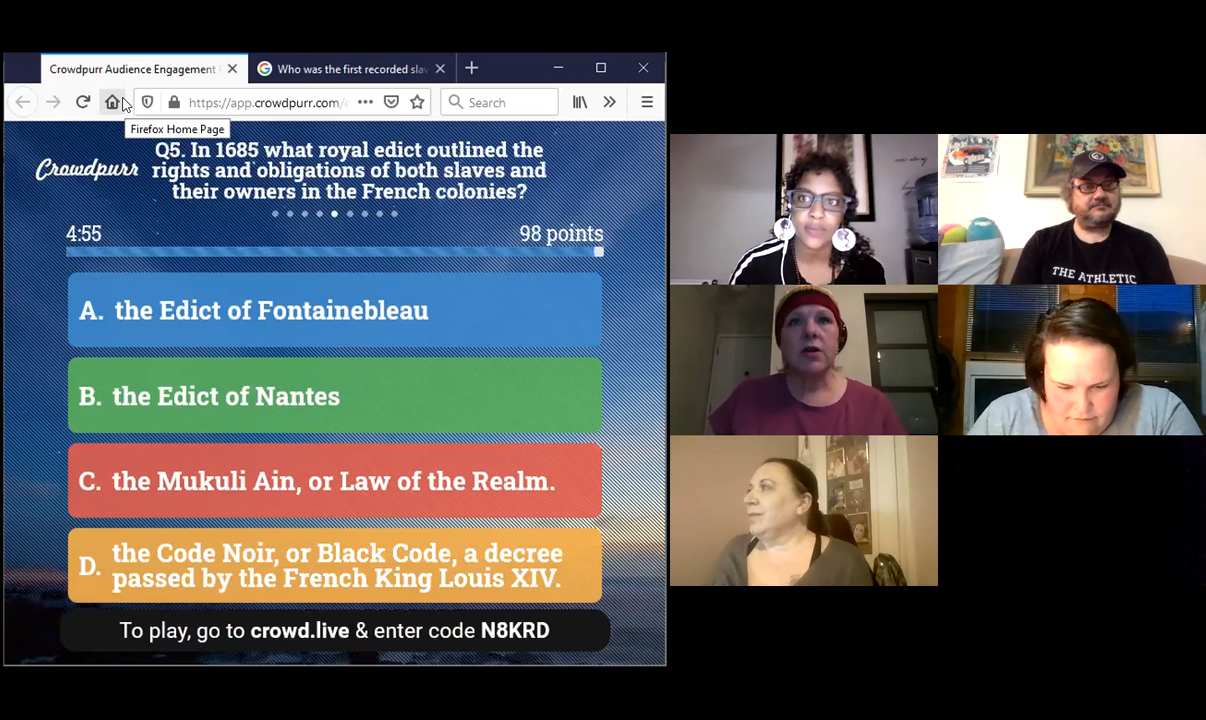 Crowdpurr Audience Engagement
Who was the first recorded slav
https://app.crowdpurr.com/
Search
Firefox Home Page
Crowdpurr
Q5. In 1685 what royal edict outlined the
rights and obligations of both slaves and
their owners in the French colonies?
4:55
98 points
A. the Edict of Fontainebleau
B. the Edict of Nantes
C. the Mukuli Ain, or Law of the Realm.
D. the Code Noir, or Black Code, a decree
passed by the French King Louis XIV.
To play, go to crowd.live & enter code N8KRD
THE ATHLETIC